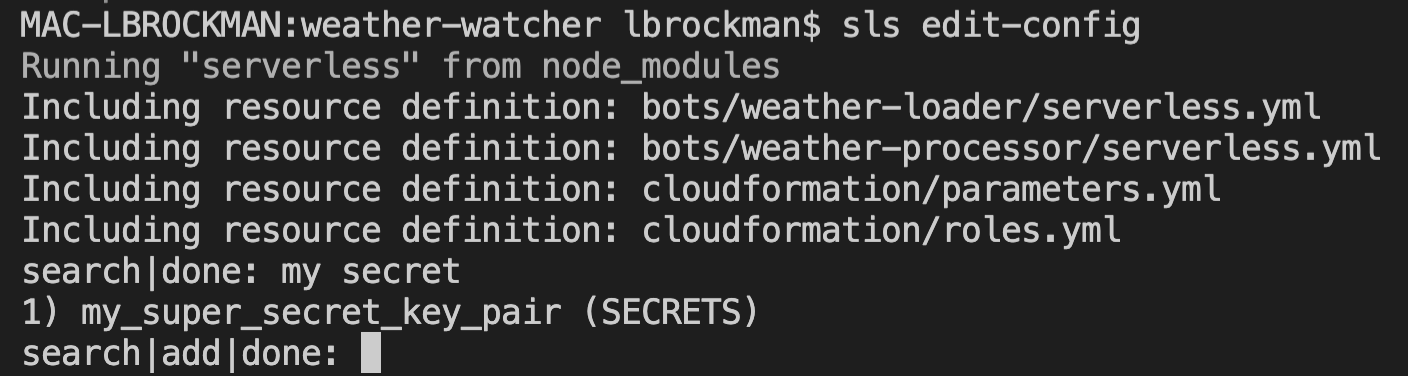 MAC-LBROCKMAN:weather-watcher lbrockman$ sls edit-config
Running "serverless" from node_modules
Including resource definition: bots/weather-loader/serverless.yml
Including resource definition: bots/weather-processor/serverless.yml
Including resource definition: cloudformation/parameters.yml
Including resource definition: cloudformation/roles.yml
search|done: my secret
1) my_super_secret_key_pair (SECRETS)
search|add|done: